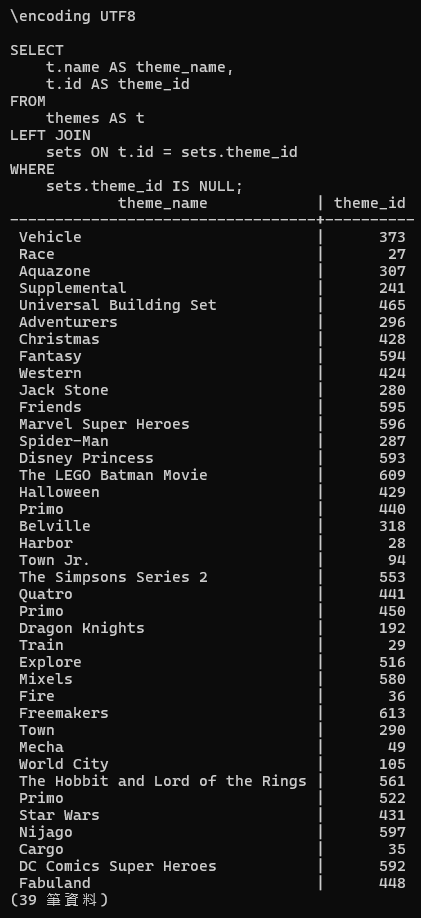 \encoding UTF8
SELECT
    t.name AS theme_name,
    t.id AS theme_id
FROM
    themes AS t
LEFT JOIN
    sets ON t.id = sets.theme_id
WHERE
    sets.theme_id IS NULL;
            theme_name            | theme_id
----------------------------------+----------
 Vehicle                          |      373
 Race                             |       27
 Aquazone                         |      307
 Supplemental                     |      241
 Universal Building Set           |      465
 Adventurers                      |      296
 Christmas                        |      428
 Fantasy                          |      594
 Western                          |      424
 Jack Stone                       |      280
 Friends                          |      595
 Marvel Super Heroes              |      596
 Spider-Man                       |      287
 Disney Princess                  |      593
 The LEGO Batman Movie            |      609
 Halloween                        |      429
 Primo                            |      440
 Belville                         |      318
 Harbor                           |       28
 Town Jr.                         |       94
 The Simpsons Series 2            |      553
 Quatro                           |      441
 Primo                            |      450
 Dragon Knights                   |      192
 Train                            |       29
 Explore                          |      516
 Mixels                           |      580
 Fire                             |       36
 Freemakers                       |      613
 Town                             |      290
 Mecha                            |       49
 World City                       |      105
 The Hobbit and Lord of the Rings |      561
 Primo                            |      522
 Star Wars                        |      431
 Nijago                           |      597
 Cargo                            |       35
 DC Comics Super Heroes           |      592
 Fabuland                         |      448
(39 筆資料)